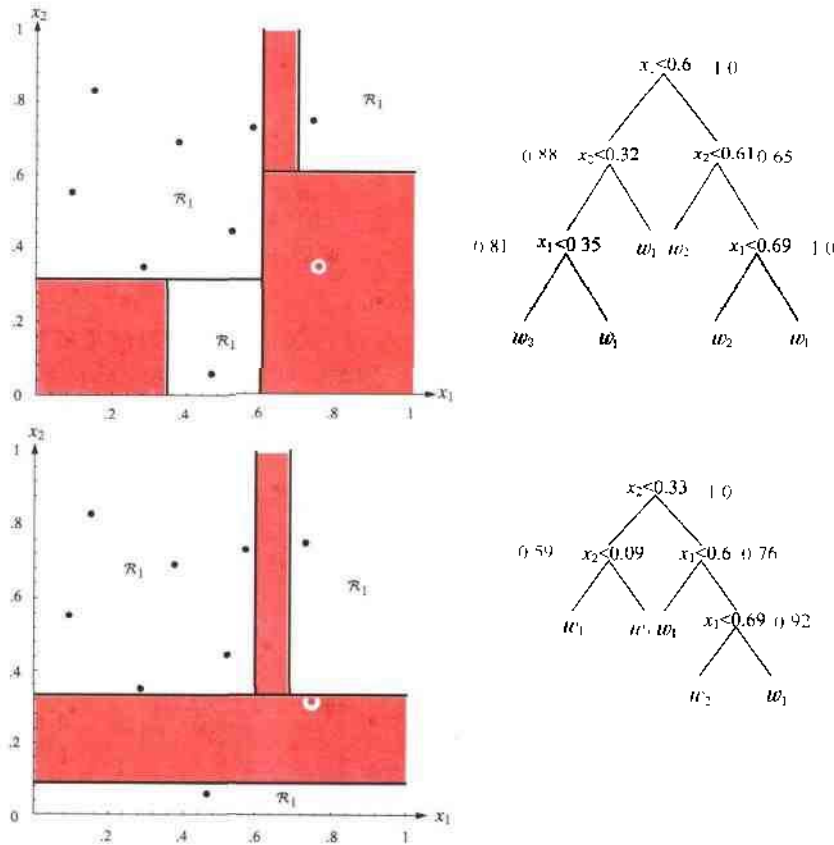 x₂
1
.8
.6
.4
.2
0
.2 .4 .6 .8 1 x₁
R₁
R₁
R₁
x₁<0.6 1.0
0.88 x₂<0.32 x₂<0.61 0.65
0.81 x₁<0.35 w₁ w₂ x₁<0.69 1.0
w₂ w₁ w₂ w₁
x₂
1
.8
.6
.4
.2
0
.2 .4 .6 .8 1 x₁
R₁
R₁
R₁
x₂<0.33 1.0
0.59 x₂<0.09 x₁<0.6 0.76
w₁ w₁ x₁<0.69 0.92
w₂ w₁